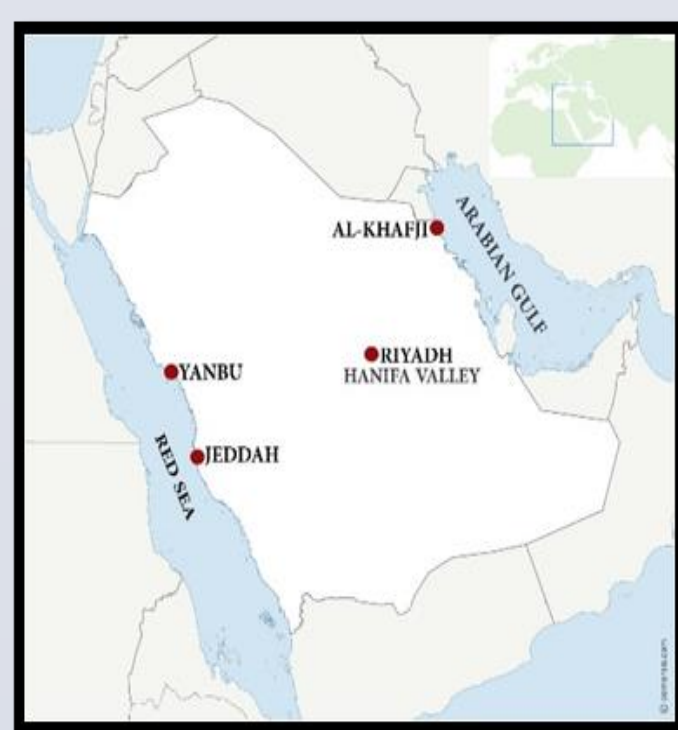 AL-KHAFJI
ARABIAN GULF
RIYADH
HANIFA VALLEY
YANBU
JEDDAH
RED SEA